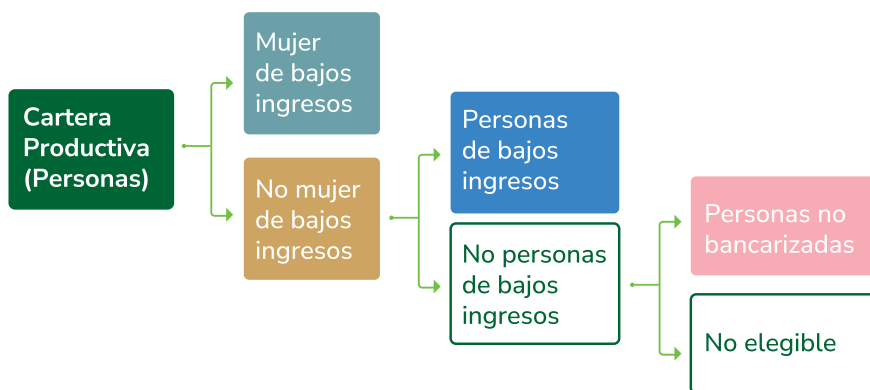 Cartera
Productiva
(Personas)
Mujer
de bajos
ingresos
No mujer
de bajos
ingresos
Personas
de bajos
ingresos
No personas
de bajos
ingresos
Personas no
bancarizadas
No elegible